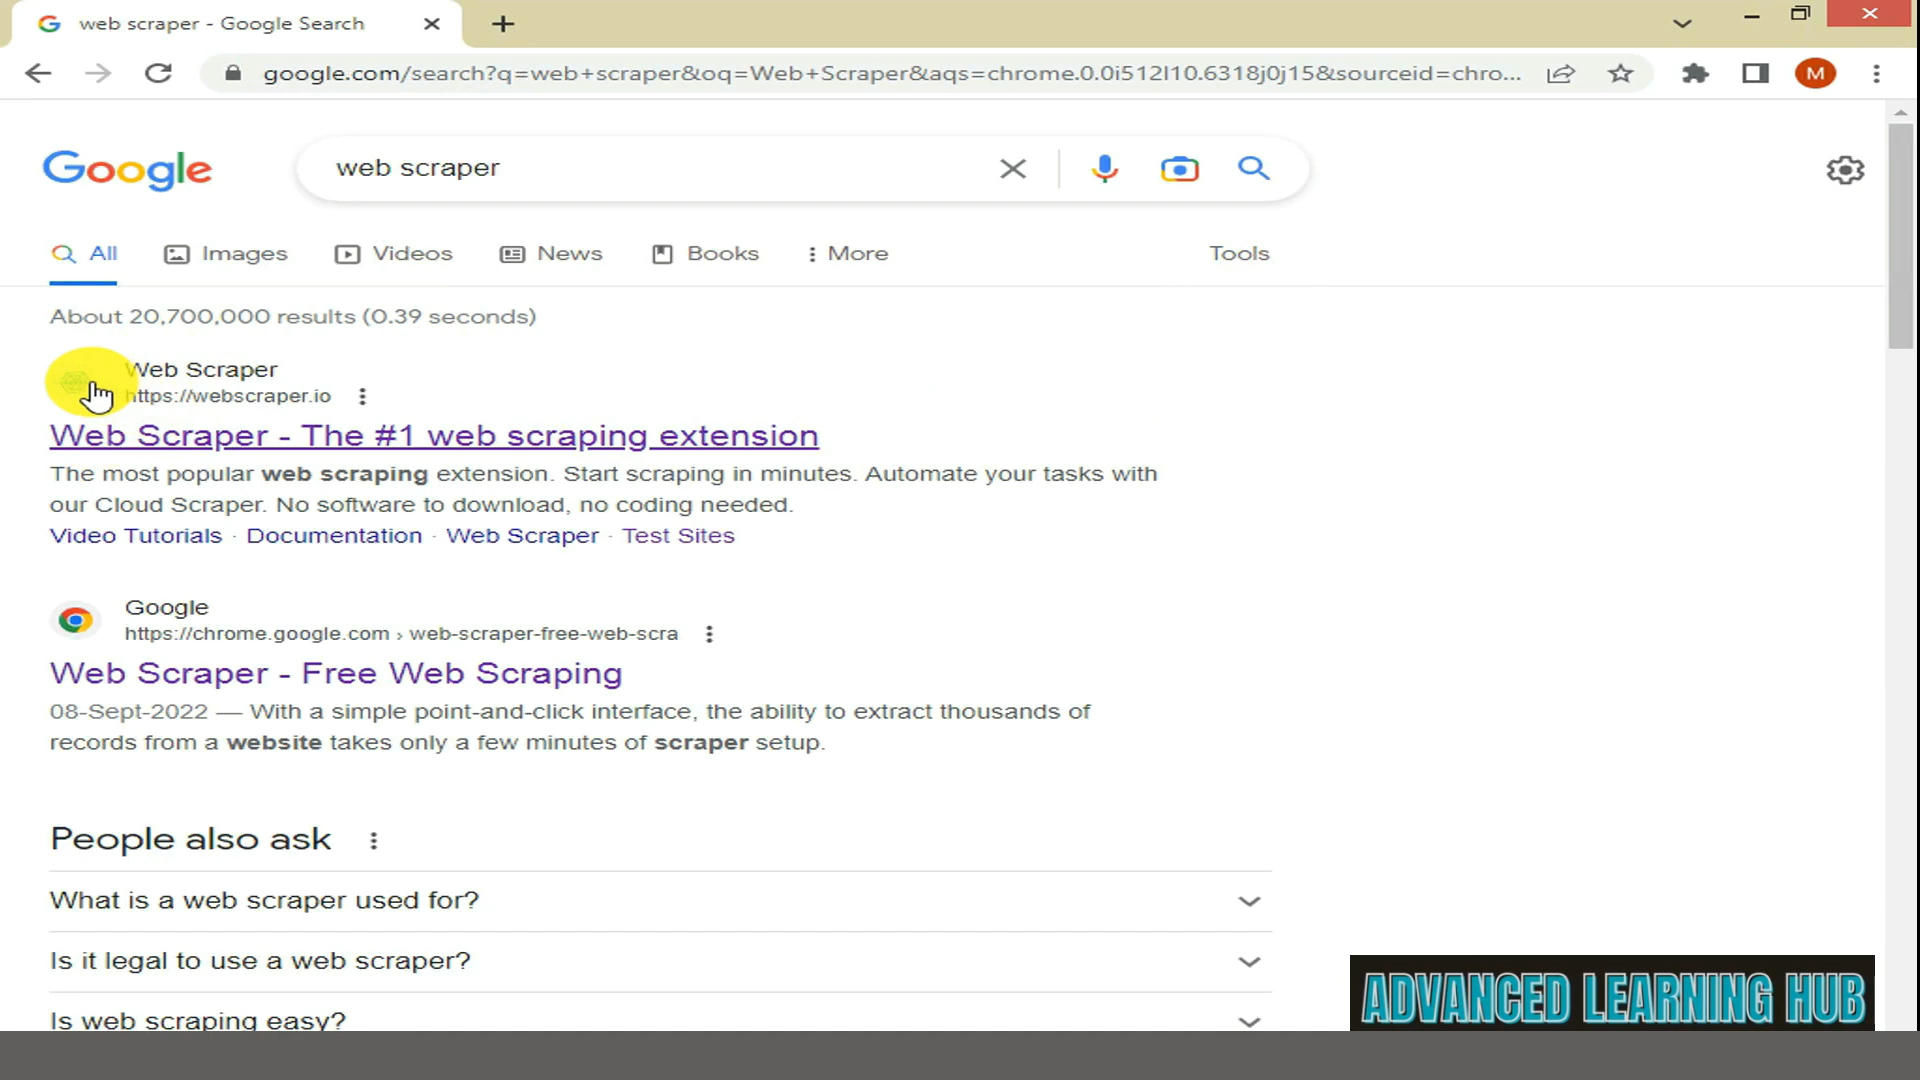 web scraper - Google Search
google.com/search?q=web+scraper&oq=Web+Scraper&aqs=chrome.0.0i512l10.6318j0j15&sourceid=chro...
M
Google
web scraper
All
Images
Videos
News
Books
More
Tools
About 20,700,000 results (0.39 seconds)
Web Scraper
https://webscraper.io
Web Scraper - The #1 web scraping extension
The most popular web scraping extension. Start scraping in minutes. Automate your tasks with
our Cloud Scraper. No software to download, no coding needed.
Video Tutorials · Documentation · Web Scraper · Test Sites
Google
https://chrome.google.com › web-scraper-free-web-scra
Web Scraper - Free Web Scraping
08-Sept-2022 — With a simple point-and-click interface, the ability to extract thousands of
records from a website takes only a few minutes of scraper setup.
People also ask
What is a web scraper used for?
Is it legal to use a web scraper?
Is web scraping easy?
ADVANCED LEARNING HUB